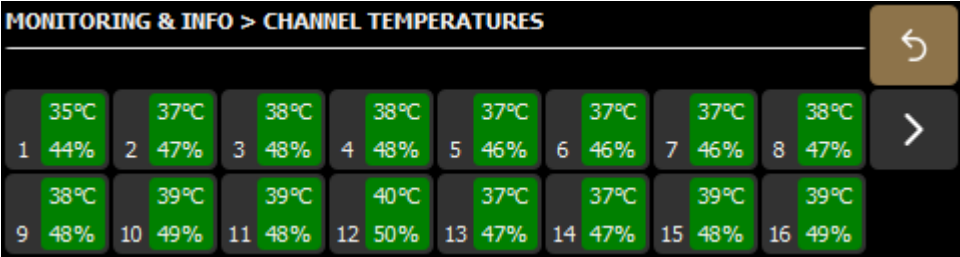 MONITORING & INFO > CHANNEL TEMPERATURES
35°C 37°C 38°C 38°C 37°C 37°C 37°C 38°C
1 44% 2 47% 3 48% 4 48% 5 46% 6 46% 7 46% 8 47%
38°C 39°C 39°C 40°C 37°C 37°C 39°C 39°C
9 48% 10 49% 11 48% 12 50% 13 47% 14 47% 15 48% 16 49%